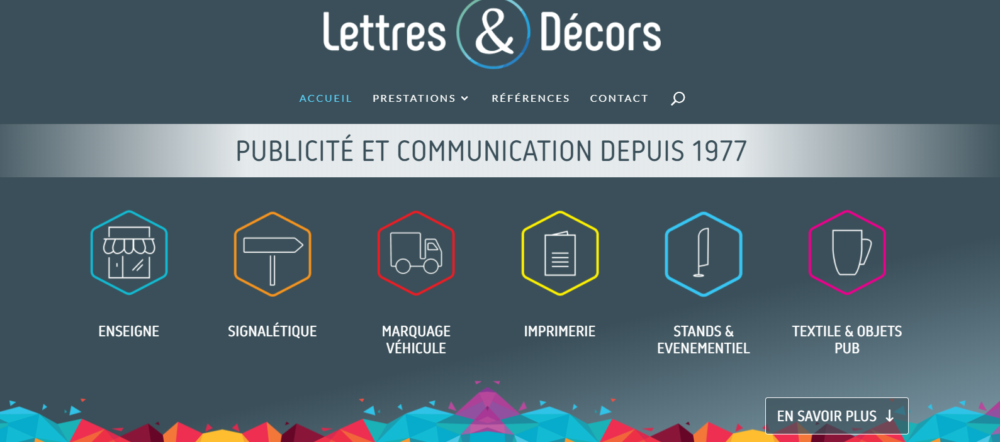 Lettres & Décors
ACCUEIL PRESTATIONS RÉFÉRENCES CONTACT
PUBLICITÉ ET COMMUNICATION DEPUIS 1977
ENSEIGNE
SIGNALÉTIQUE
MARQUAGE
VÉHICULE
IMPRIMERIE
STANDS &
EVENEMENTIEL
TEXTILE & OBJETS
PUB
EN SAVOIR PLUS ↓